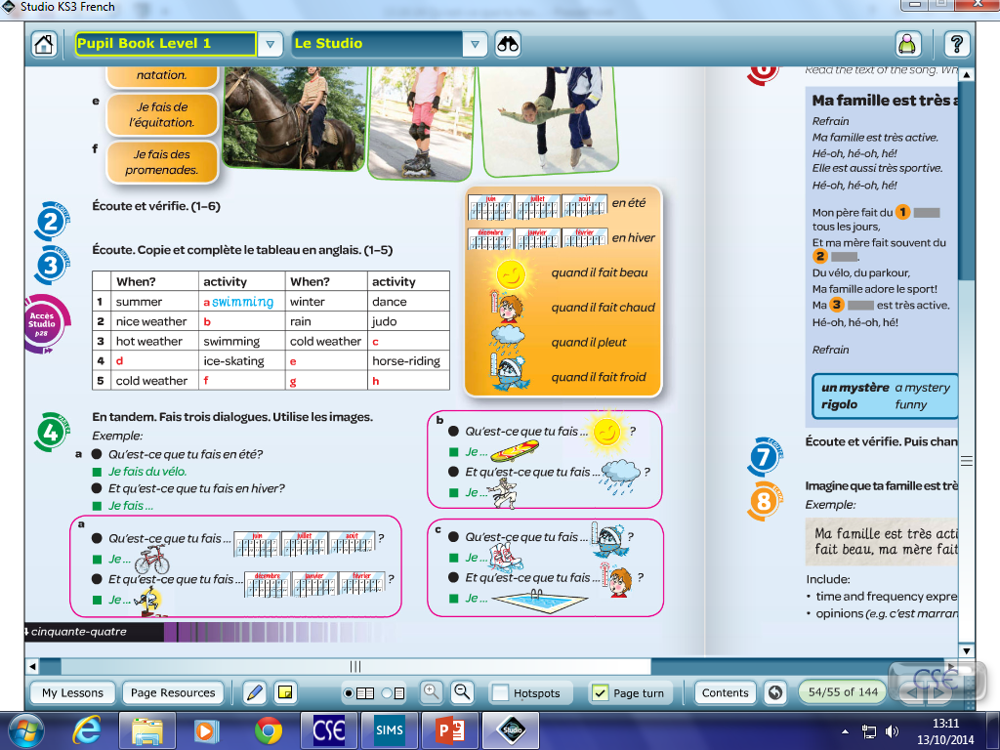 Studio KS3 French
Pupil Book Level 1
Le Studio
?
natation.
e
Je fais de
l'équitation.
f
Je fais des
promenades.
2
Écoute et vérifie. (1–6)
3
Écoute. Copie et complète le tableau en anglais. (1–5)
Accès
Studio
p28
When? activity When? activity
1 summer a swimming winter dance
2 nice weather b rain judo
3 hot weather swimming cold weather c
4 d ice-skating e horse-riding
5 cold weather f g h
juin juillet août en été
décembre janvier février en hiver
quand il fait beau
quand il fait chaud
quand il pleut
quand il fait froid
4
En tandem. Fais trois dialogues. Utilise les images.
Exemple:
a Qu'est-ce que tu fais en été?
Je fais du vélo.
Et qu'est-ce que tu fais en hiver?
Je fais ...
a
Qu'est-ce que tu fais ... juin juillet août ?
Je ...
Et qu'est-ce que tu fais ... décembre janvier février ?
Je ...
b
Qu'est-ce que tu fais ... ?
Je ...
Et qu'est-ce que tu fais ... ?
Je ...
c
Qu'est-ce que tu fais ... ?
Je ...
Et qu'est-ce que tu fais ... ?
Je ...
cinquante-quatre
6
Read the text of the song. Wh
Ma famille est très a
Refrain
Ma famille est très active.
Hé-oh, hé-oh, hé!
Elle est aussi très sportive.
Hé-oh, hé-oh, hé!
Mon père fait du 1
tous les jours,
Et ma mère fait souvent du
2 .
Du vélo, du parkour,
Ma famille adore le sport!
Ma 3 est très active.
Hé-oh, hé-oh, hé!
Refrain
un mystère a mystery
rigolo funny
7
Écoute et vérifie. Puis chan
8
Imagine que ta famille est trè
Exemple:
Ma famille est très acti
fait beau, ma mère fait
Include:
• time and frequency expre
• opinions (e.g. c'est marran
My Lessons
Page Resources
Hotspots
Page turn
Contents
54/55 of 144
CSE
CSE
SIMS
Studio
13:11
13/10/2014